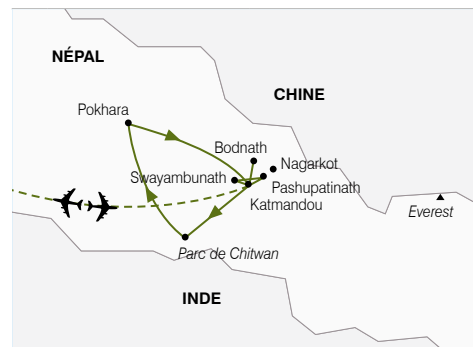 NÉPAL
CHINE
Pokhara
Bodnath
Nagarkot
Swayambunath
Pashupatinath
Katmandou
Everest
Parc de Chitwan
INDE